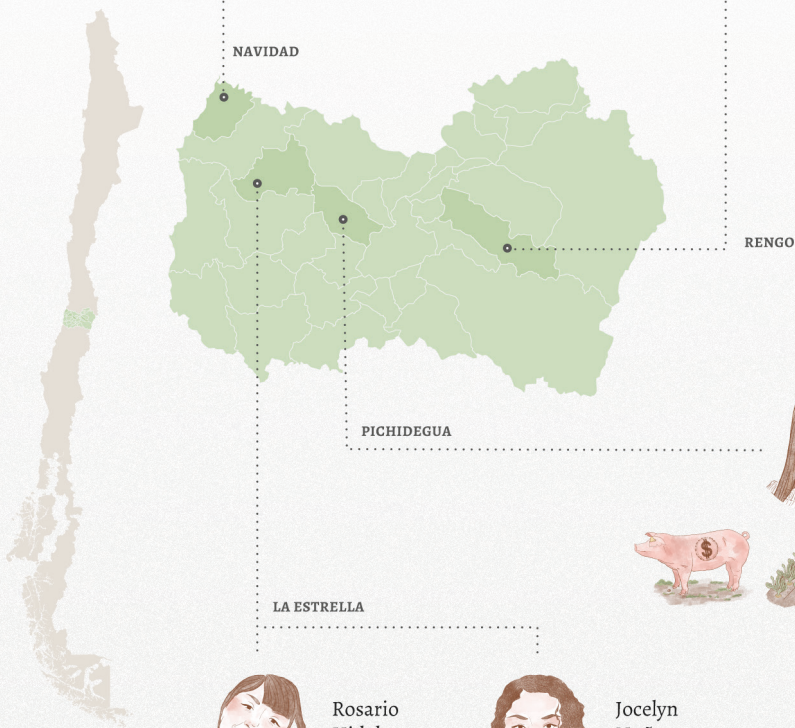 NAVIDAD
RENGO
PICHIDEGUA
$
LA ESTRELLA
Rosario
Jocelyn